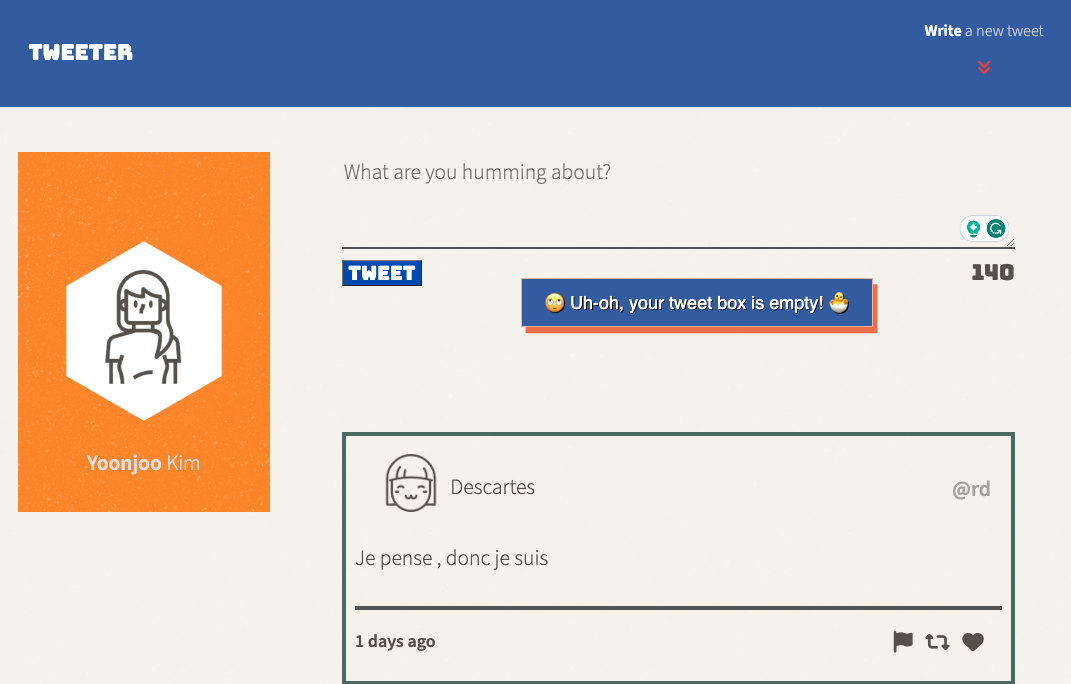 TWEETER
Write a new tweet
What are you humming about?
TWEET
140
🙄 Uh-oh, your tweet box is empty! 🐣
Yoonjoo Kim
Descartes
@rd
Je pense , donc je suis
1 days ago